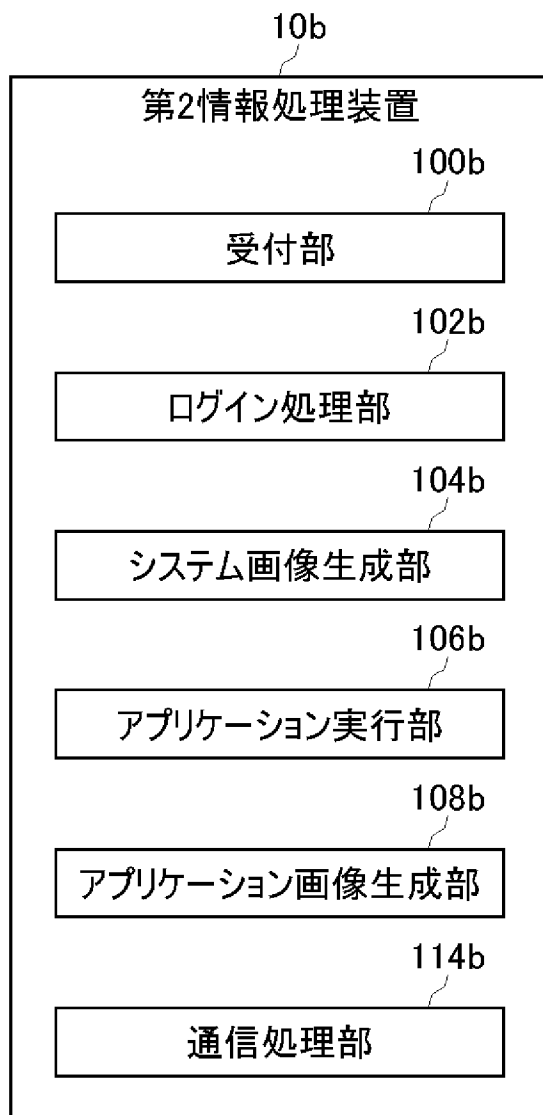 10b
第2情報処理装置
100b
受付部
102b
ログイン処理部
104b
システム画像生成部
106b
アプリケーション実行部
108b
アプリケーション画像生成部
114b
通信処理部